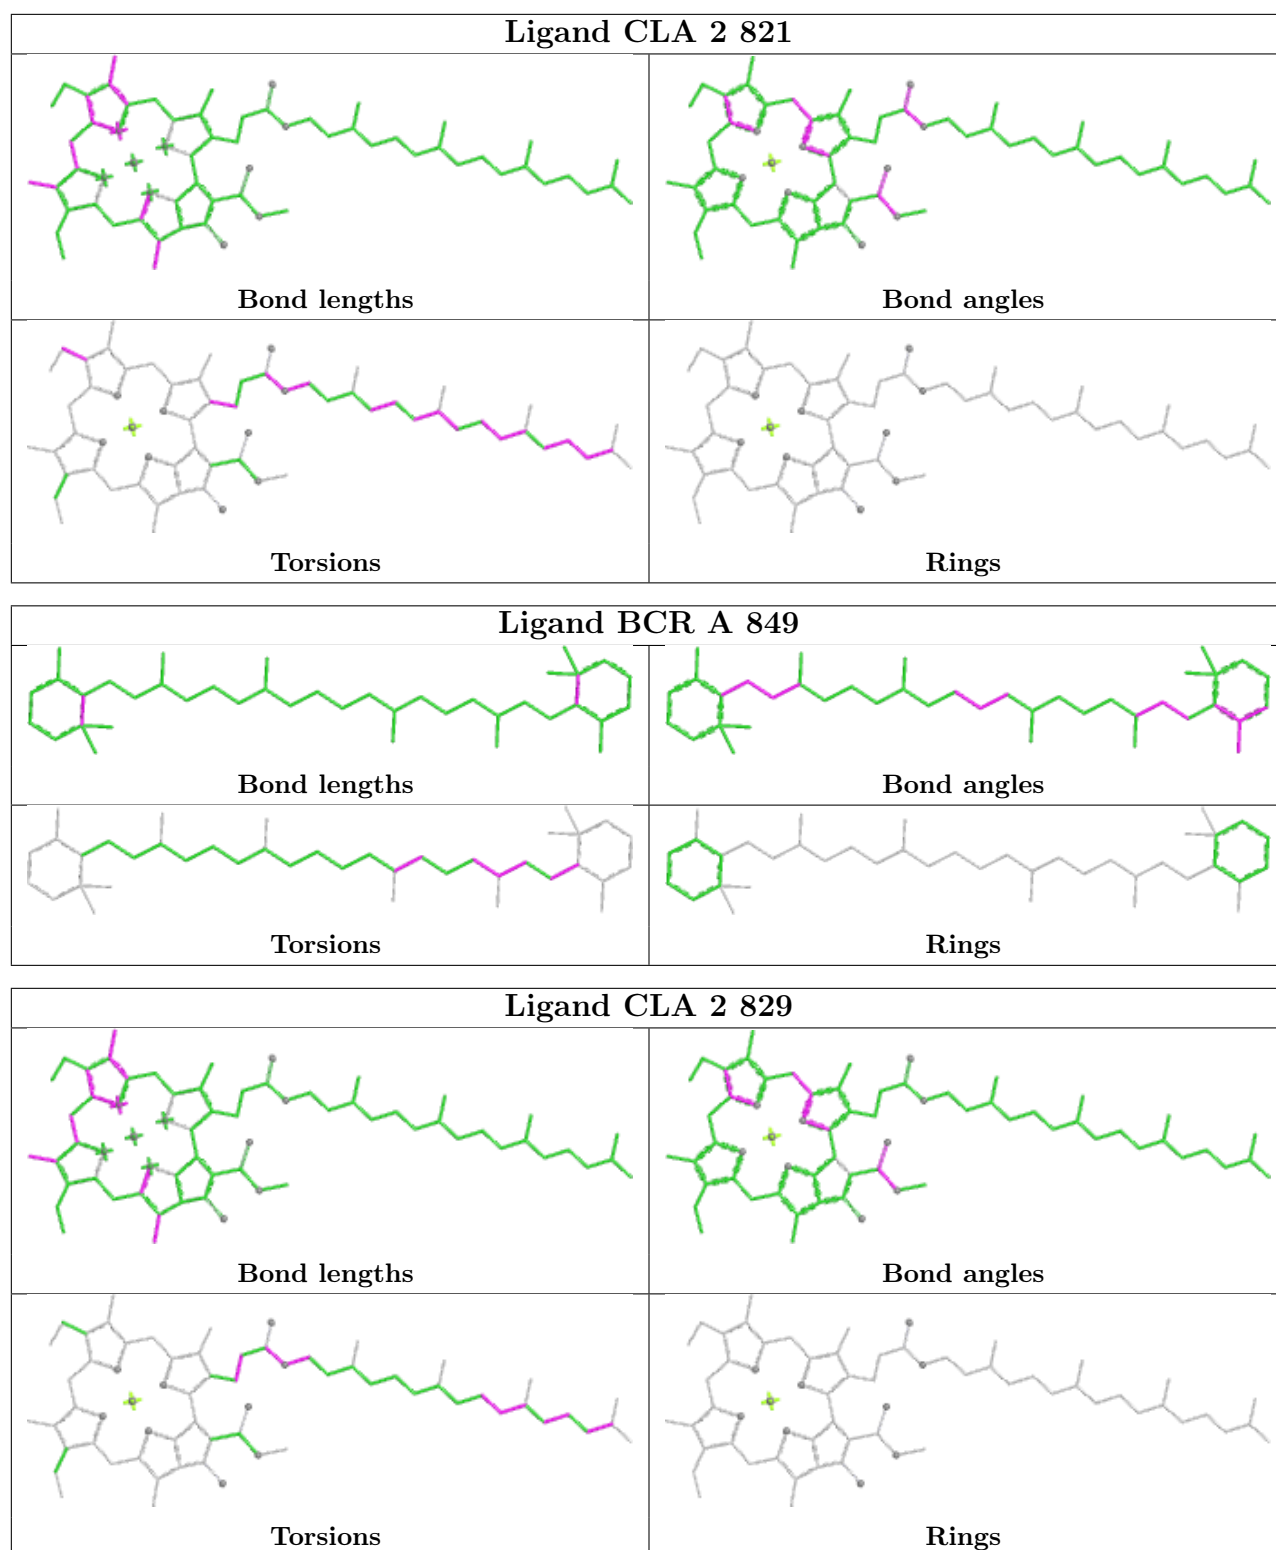 Ligand CLA 2 821
Bond lengths
Bond angles
Torsions
Rings
Ligand BCR A 849
Bond lengths
Bond angles
Torsions
Rings
Ligand CLA 2 829
Bond lengths
Bond angles
Torsions
Rings